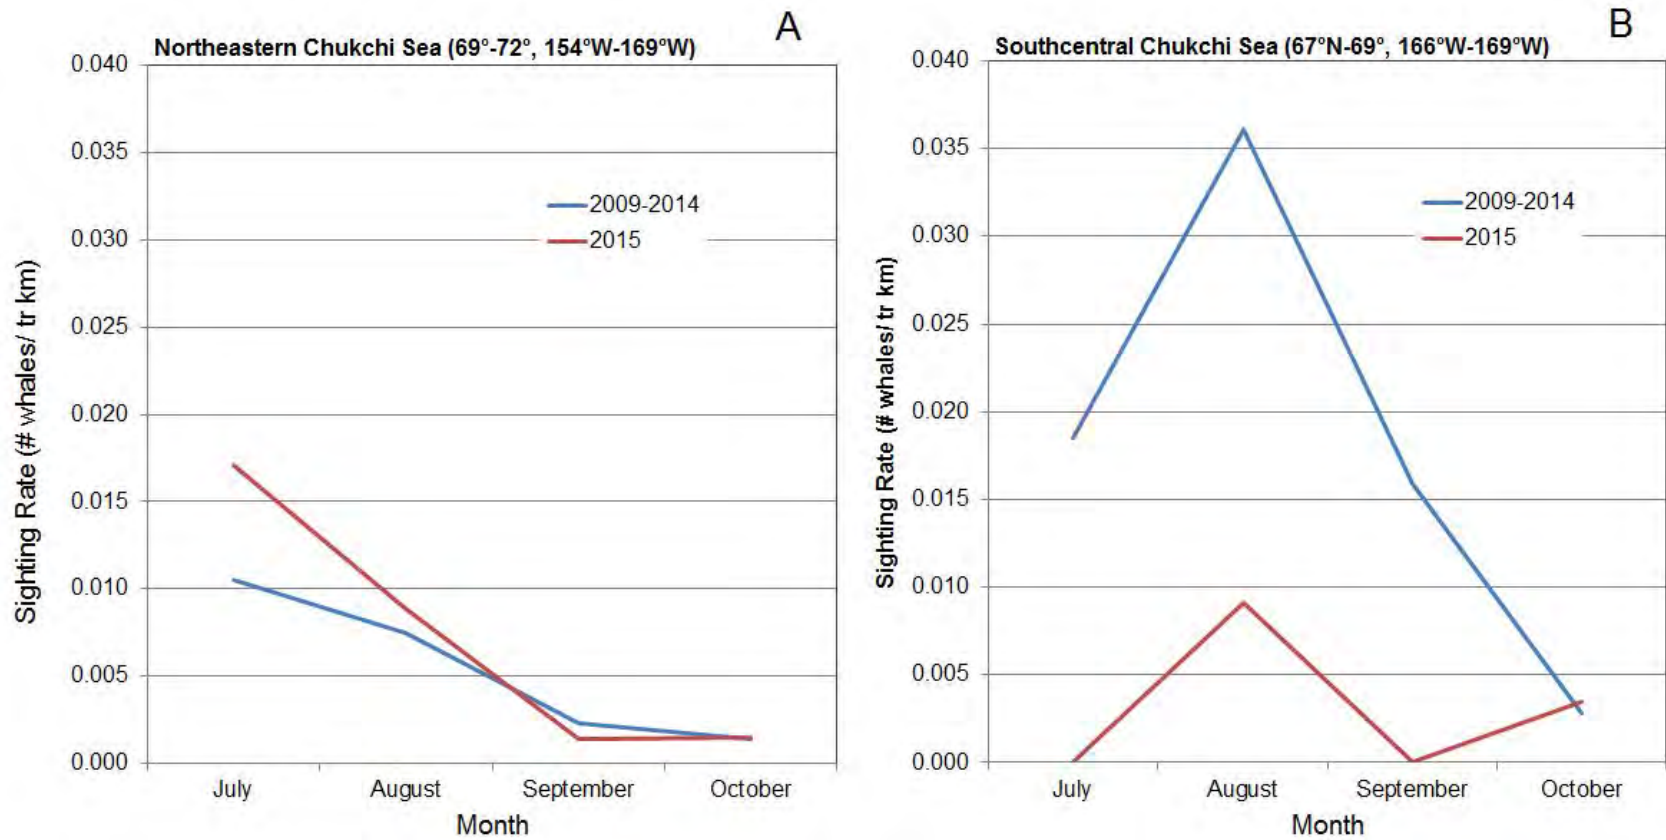 A
Northeastern Chukchi Sea (69°-72°, 154°W-169°W)
0.040
0.035
0.030
0.025
0.020
0.015
0.010
0.005
0.000
Sighting Rate (# whales/ tr km)
2009-2014
2015
July August September October
Month
B
Southcentral Chukchi Sea (67°N-69°, 166°W-169°W)
0.040
0.035
0.030
0.025
0.020
0.015
0.010
0.005
0.000
Sighting Rate (# whales/ tr km)
2009-2014
2015
July August September October
Month